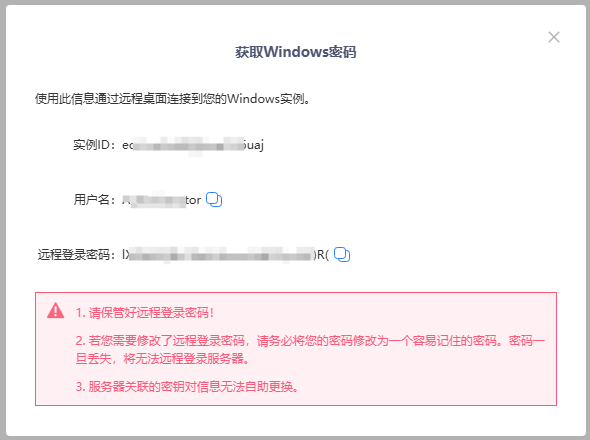 获取Windows密码
使用此信息通过远程桌面连接到您的Windows实例。
实例ID：
用户名：
远程登录密码：
1. 请保管好远程登录密码！
2. 若您需要修改了远程登录密码，请务必将您的密码修改为一个容易记住的密码。密码一
旦丢失，将无法远程登录服务器。
3. 服务器关联的密钥对信息无法自助更换。